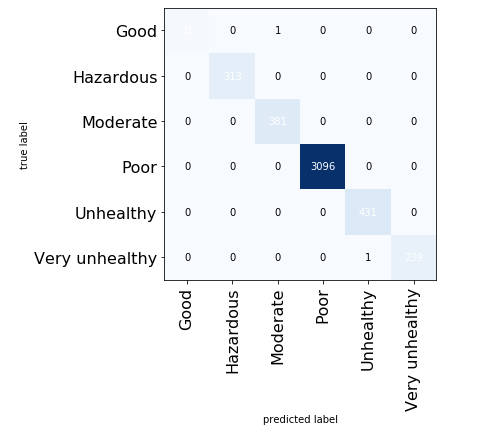 Good 0 1 0 0 0
Hazardous 0 313 0 0 0 0
Moderate 0 0 381 0 0 0
true label
Poor 0 0 0 3096 0 0
Unhealthy 0 0 0 0 431 0
Very unhealthy 0 0 0 0 1 239
Good
Hazardous
Moderate
Poor
Unhealthy
Very unhealthy
predicted label